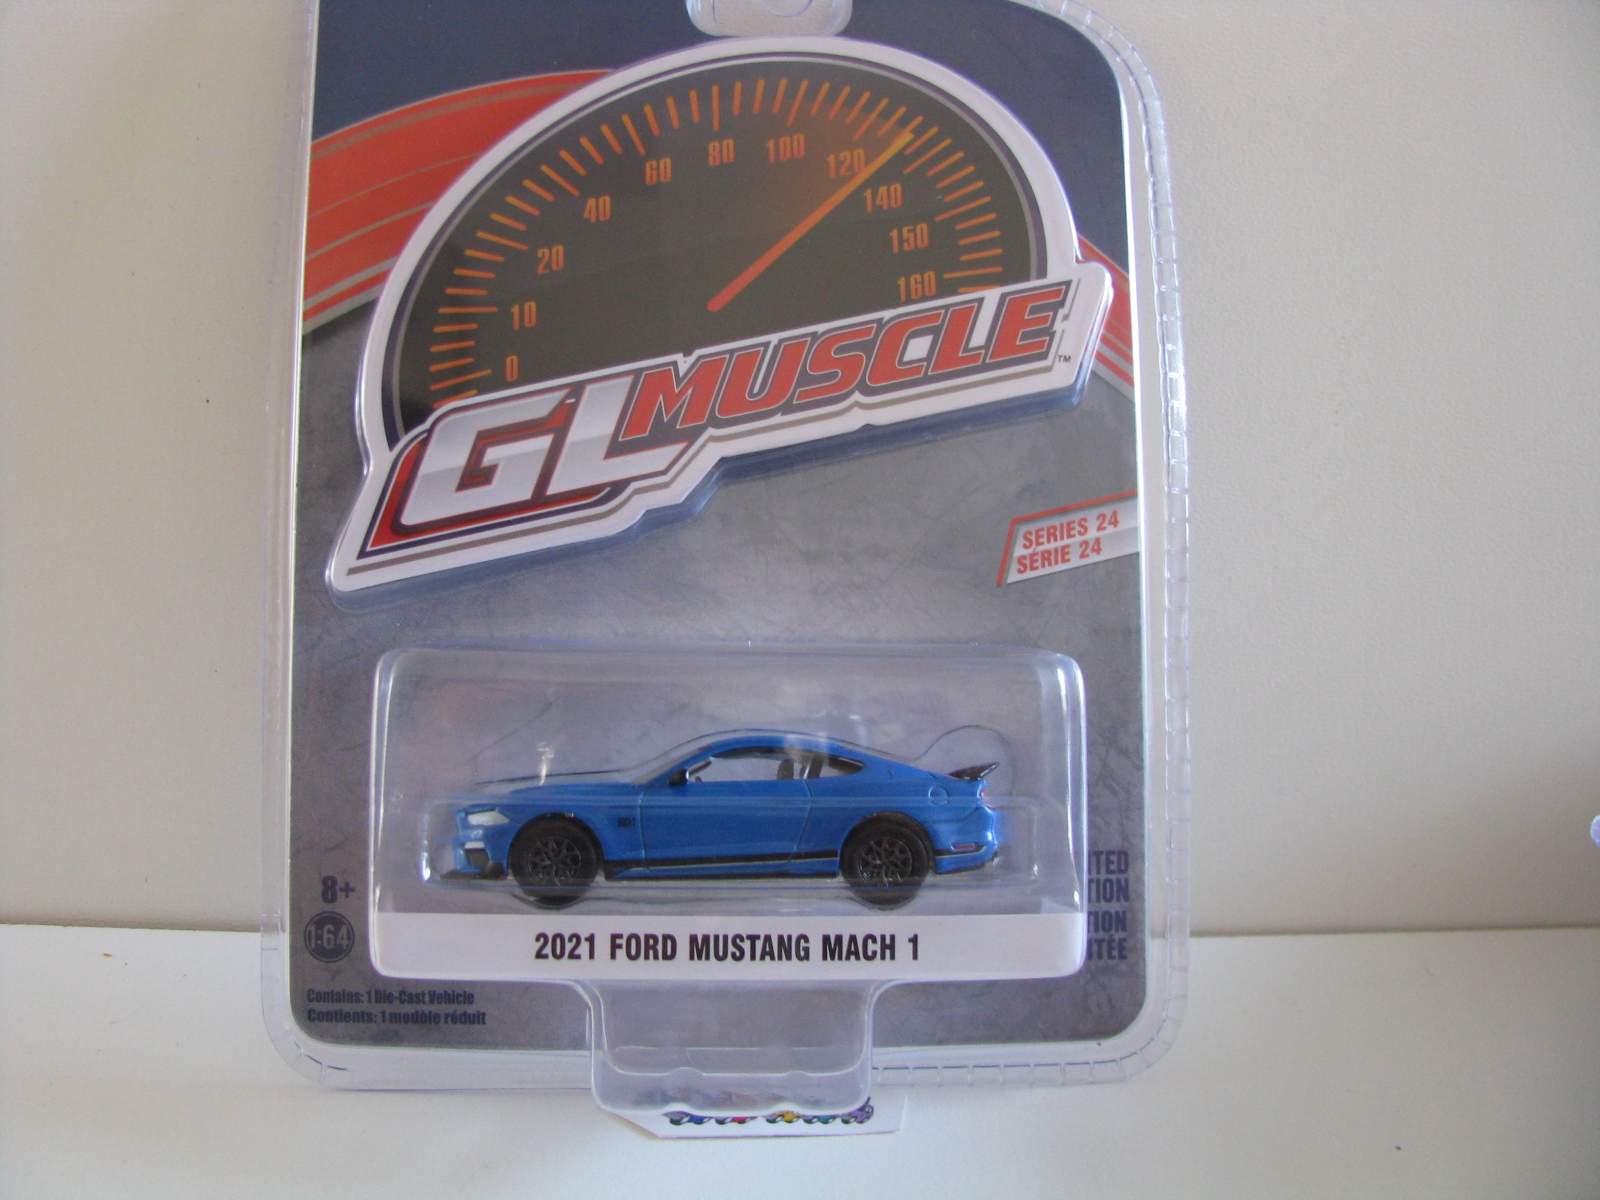 0
10
20
40
60
80
100
120
140
150
160
GL MUSCLE™
SERIES 24
SÉRIE 24
8+
1:64
2021 FORD MUSTANG MACH 1
Contains: 1 Die-Cast Vehicle
Contients: 1 modèle réduit